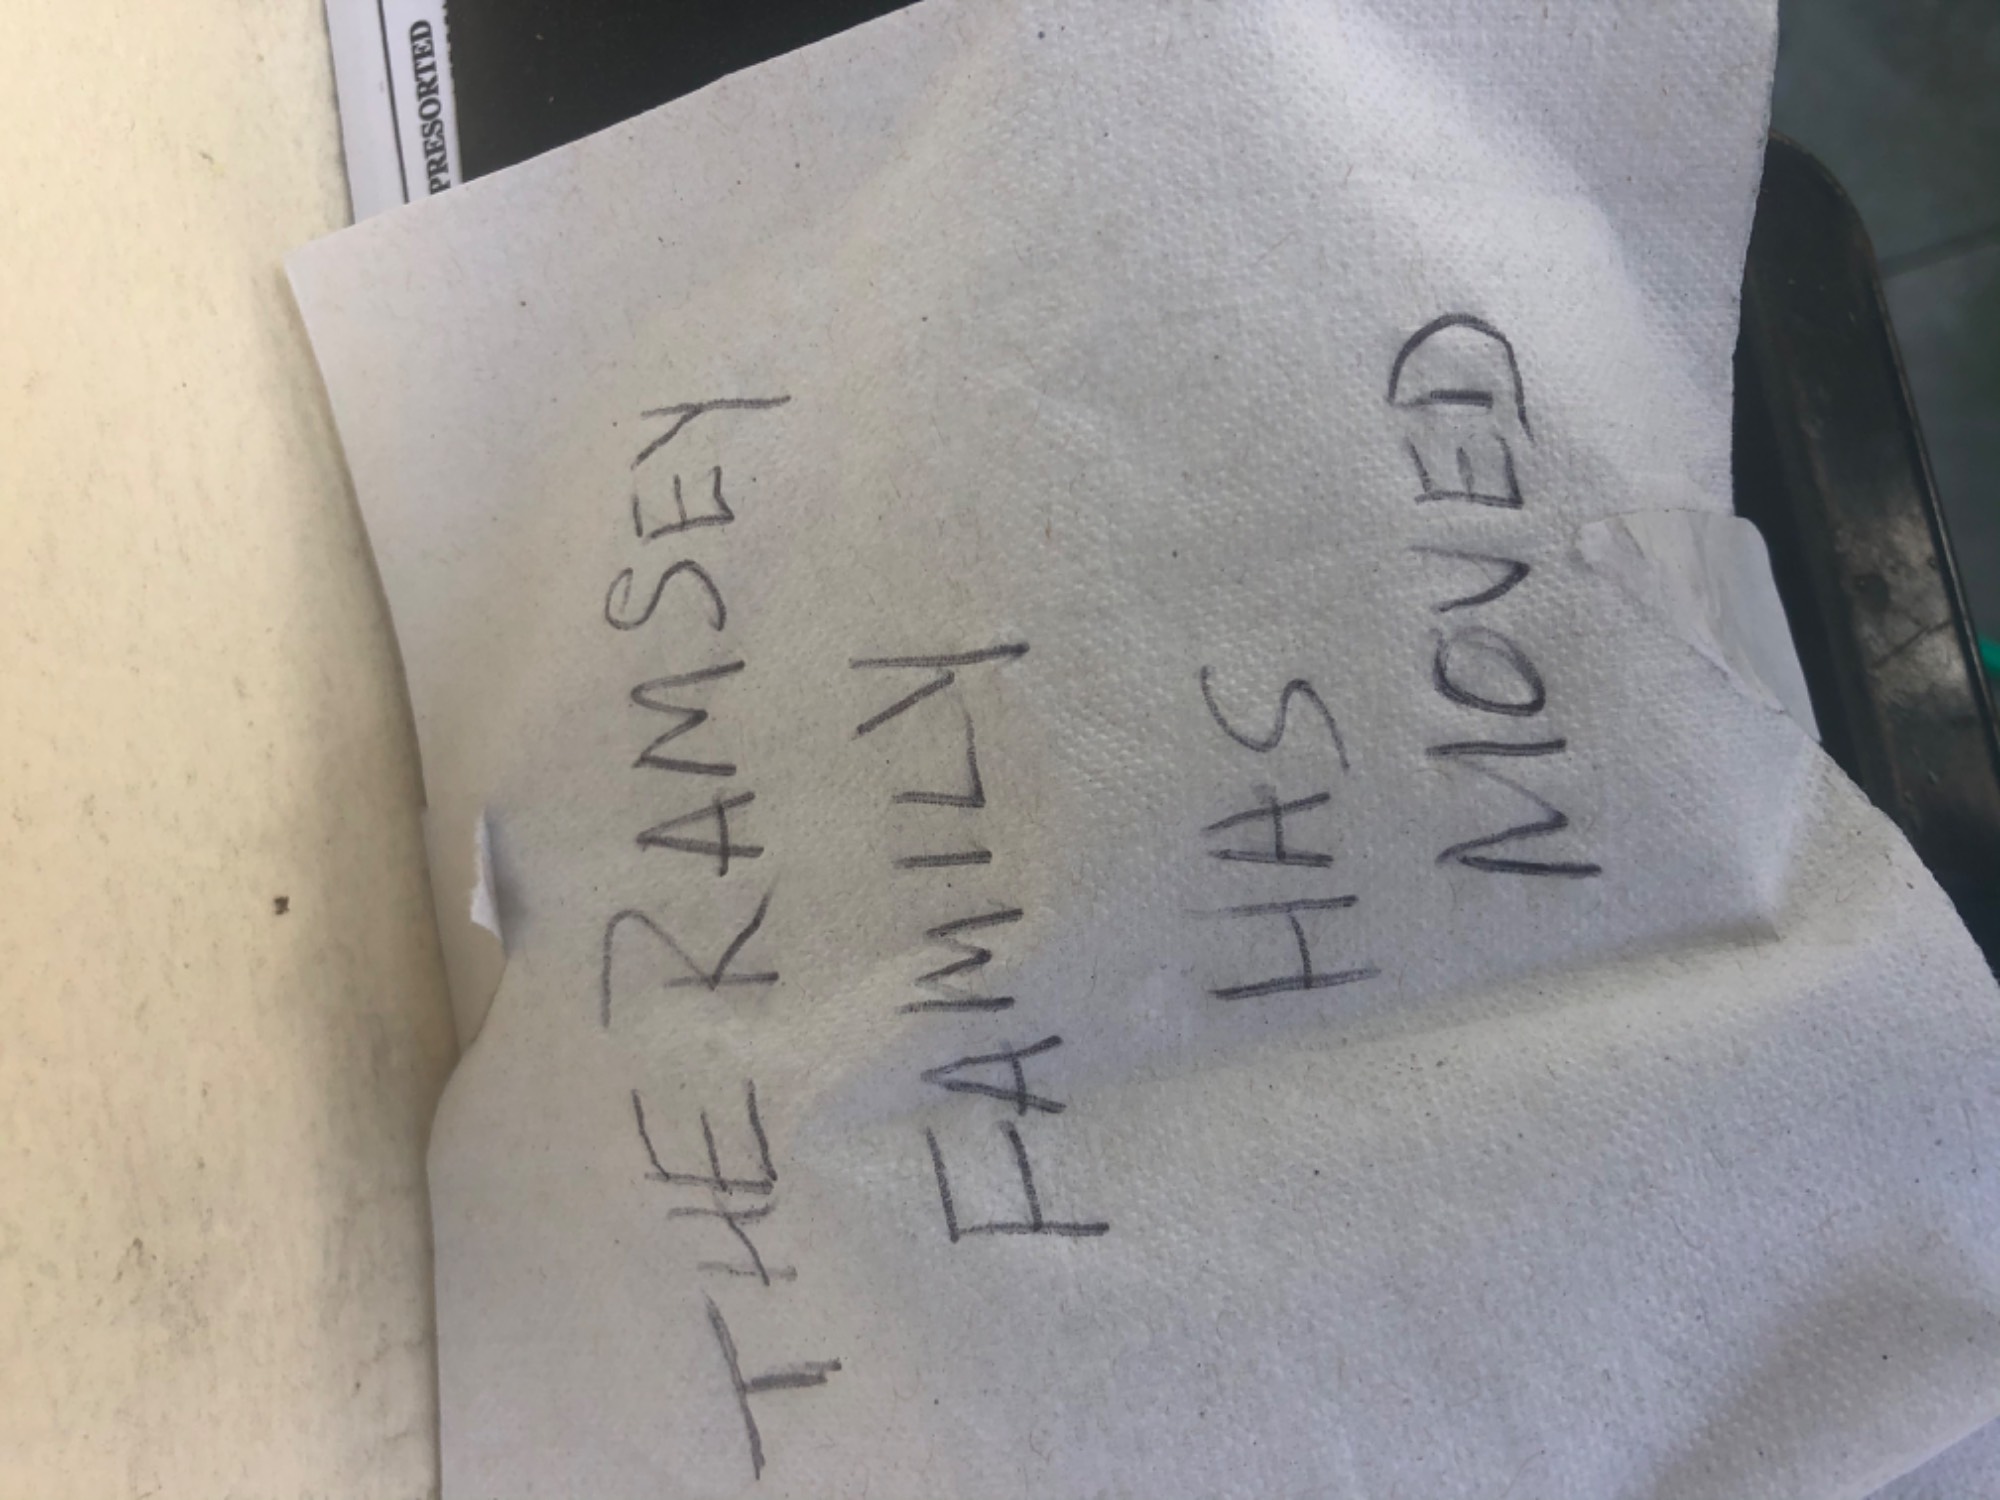 PRESORTED
THE RAMSEY
FAMILY
HAS
MOVED